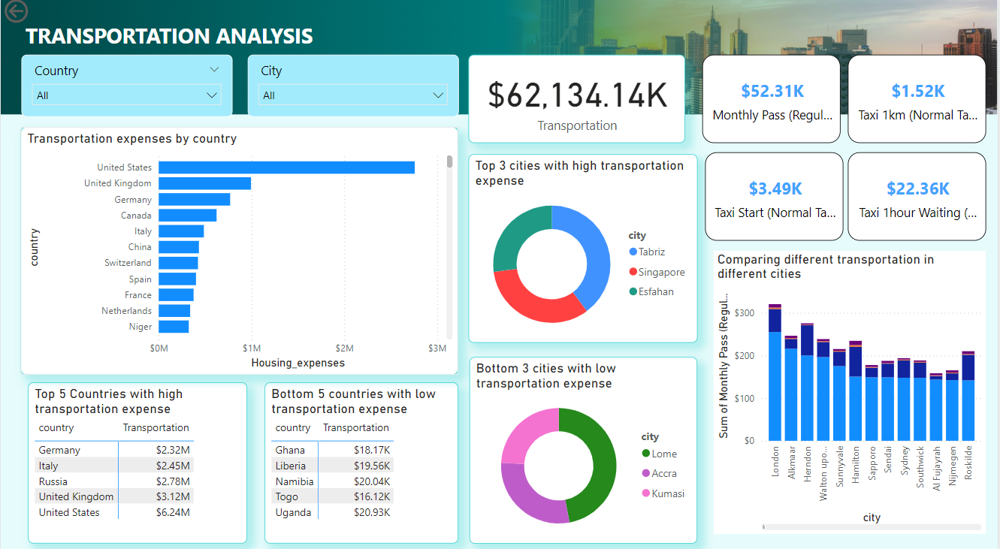 TRANSPORTATION ANALYSIS
Country
All
City
All
$62,134.14K
Transportation
$52.31K
Monthly Pass (Regul...
$1.52K
Taxi 1km (Normal Ta...
$3.49K
Taxi Start (Normal Ta...
$22.36K
Taxi 1hour Waiting (...
Transportation expenses by country
country
United States
United Kingdom
Germany
Canada
Italy
China
Switzerland
Spain
France
Netherlands
Niger
$0M $1M $2M $3M
Housing_expenses
Top 3 cities with high transportation
expense
city
Tabriz
Singapore
Esfahan
Comparing different transportation in
different cities
Sum of Monthly Pass (Regul...
$300
$200
$100
$0
London
Alkmaar
Herndon
Walton upo...
Sunnyvale
Hamilton
Sapporo
Sendai
Sydney
Southwick
Al Fujayrah
Nijmegen
Roskilde
city
Top 5 Countries with high
transportation expense
country Transportation
Germany $2.32M
Italy $2.45M
Russia $2.78M
United Kingdom $3.12M
United States $6.24M
Bottom 5 countries with low
transportation expense
country Transportation
Ghana $18.17K
Liberia $19.56K
Namibia $20.04K
Togo $16.12K
Uganda $20.93K
Bottom 3 cities with low
transportation expense
city
Lome
Accra
Kumasi